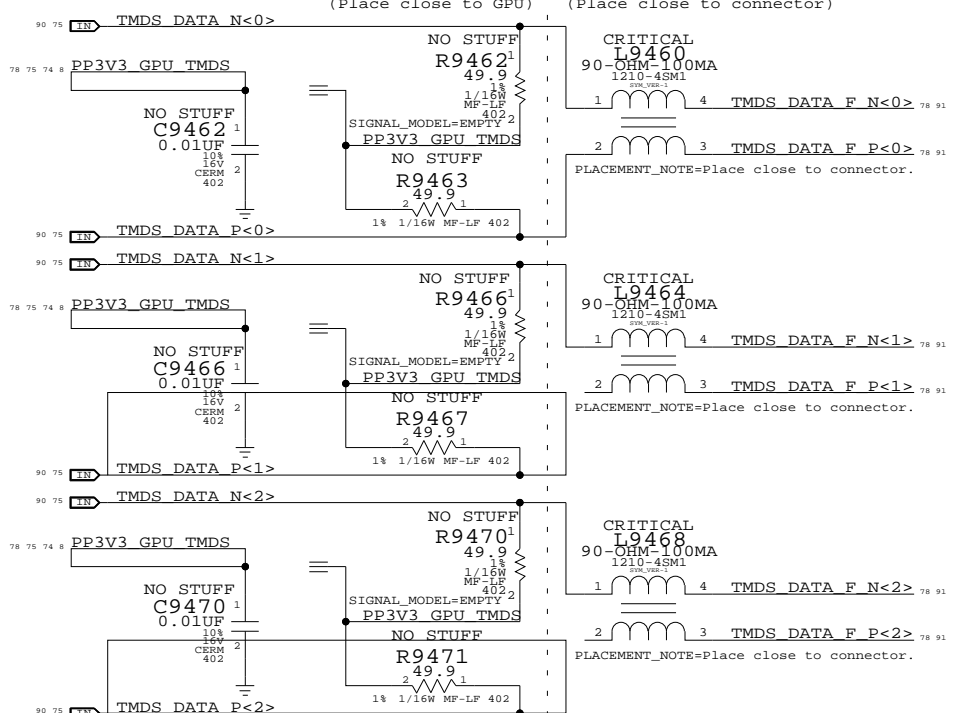 (Place close to GPU) (Place close to connector)
90 75 IN TMDS_DATA_N<0>
NO STUFF
R9462 1
49.9
1%
1/16W
MF-LF
402
2
SIGNAL_MODEL=EMPTY
CRITICAL
L9460
90-OHM-100MA
1210-4SM1
SYM_VER-1
78 75 74 8 PP3V3_GPU_TMDS
1 4 TMDS_DATA_F_N<0> 78 91
NO STUFF
C9462 1
0.01UF
10%
16V
CERM
402
2
PP3V3_GPU_TMDS
2 3 TMDS_DATA_F_P<0> 78 91
PLACEMENT_NOTE=Place close to connector.
NO STUFF
R9463
49.9
2 1
1% 1/16W MF-LF 402
90 75 IN TMDS_DATA_P<0>
90 75 IN TMDS_DATA_N<1>
NO STUFF
R9466 1
49.9
1%
1/16W
MF-LF
402
2
SIGNAL_MODEL=EMPTY
CRITICAL
L9464
90-OHM-100MA
1210-4SM1
SYM_VER-1
78 75 74 8 PP3V3_GPU_TMDS
1 4 TMDS_DATA_F_N<1> 78 91
NO STUFF
C9466 1
0.01UF
10%
16V
CERM
402
2
PP3V3_GPU_TMDS
2 3 TMDS_DATA_F_P<1> 78 91
PLACEMENT_NOTE=Place close to connector.
NO STUFF
R9467
49.9
2 1
1% 1/16W MF-LF 402
90 75 IN TMDS_DATA_P<1>
90 75 IN TMDS_DATA_N<2>
NO STUFF
R9470 1
49.9
1%
1/16W
MF-LF
402
2
SIGNAL_MODEL=EMPTY
CRITICAL
L9468
90-OHM-100MA
1210-4SM1
SYM_VER-1
78 75 74 8 PP3V3_GPU_TMDS
1 4 TMDS_DATA_F_N<2> 78 91
NO STUFF
C9470 1
0.01UF
10%
16V
CERM
402
2
PP3V3_GPU_TMDS
2 3 TMDS_DATA_F_P<2> 78 91
PLACEMENT_NOTE=Place close to connector.
NO STUFF
R9471
49.9
2 1
1% 1/16W MF-LF 402
90 75 IN TMDS_DATA_P<2>